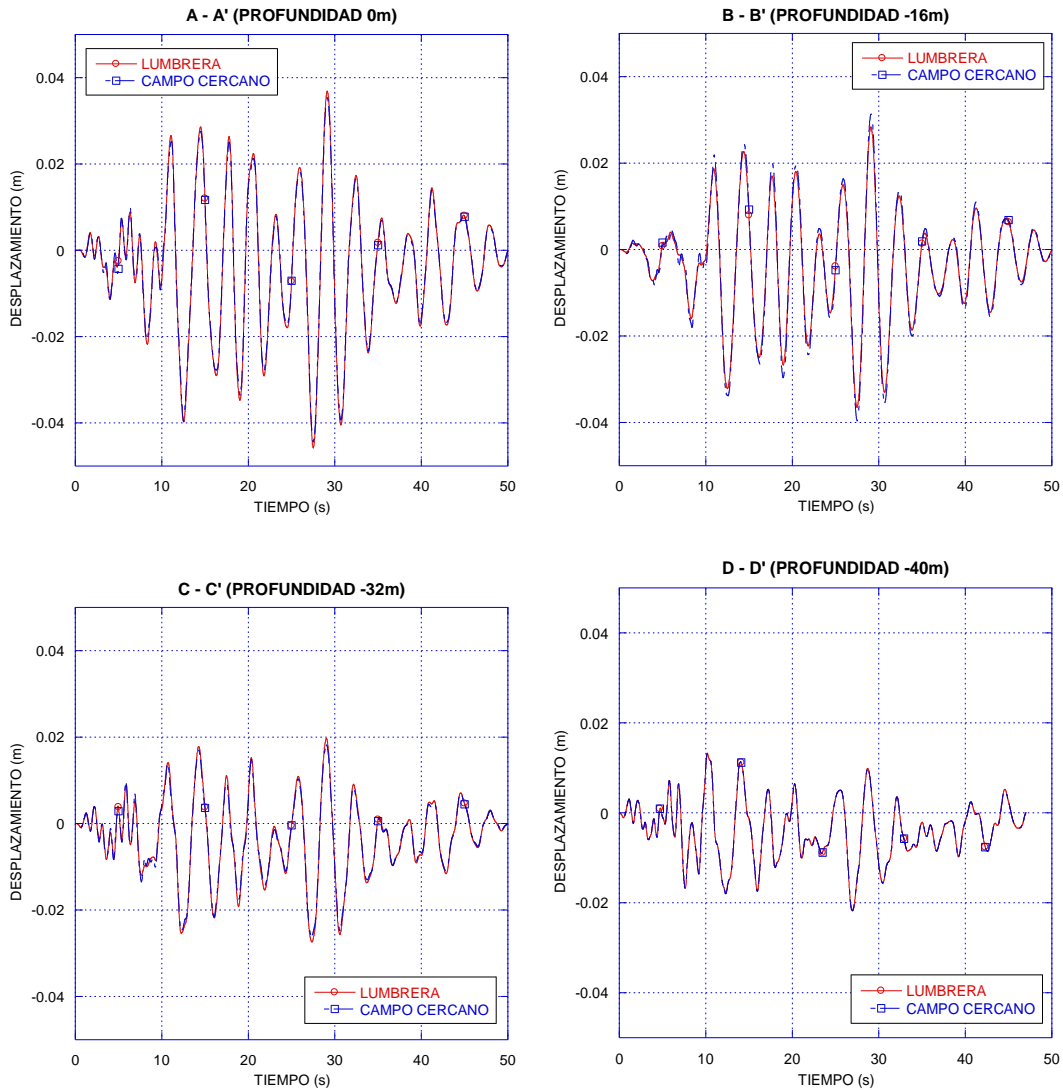 A - A' (PROFUNDIDAD 0m)
LUMBRERA
CAMPO CERCANO
DESPLAZAMIENTO (m)
0.04
0.02
0
-0.02
-0.04
0 10 20 30 40 50
TIEMPO (s)
B - B' (PROFUNDIDAD -16m)
LUMBRERA
CAMPO CERCANO
DESPLAZAMIENTO (m)
0.04
0.02
0
-0.02
-0.04
0 10 20 30 40 50
TIEMPO (s)
C - C' (PROFUNDIDAD -32m)
DESPLAZAMIENTO (m)
0.04
0.02
0
-0.02
-0.04
LUMBRERA
CAMPO CERCANO
0 10 20 30 40 50
TIEMPO (s)
D - D' (PROFUNDIDAD -40m)
DESPLAZAMIENTO (m)
0.04
0.02
0
-0.02
-0.04
LUMBRERA
CAMPO CERCANO
0 10 20 30 40 50
TIEMPO (s)